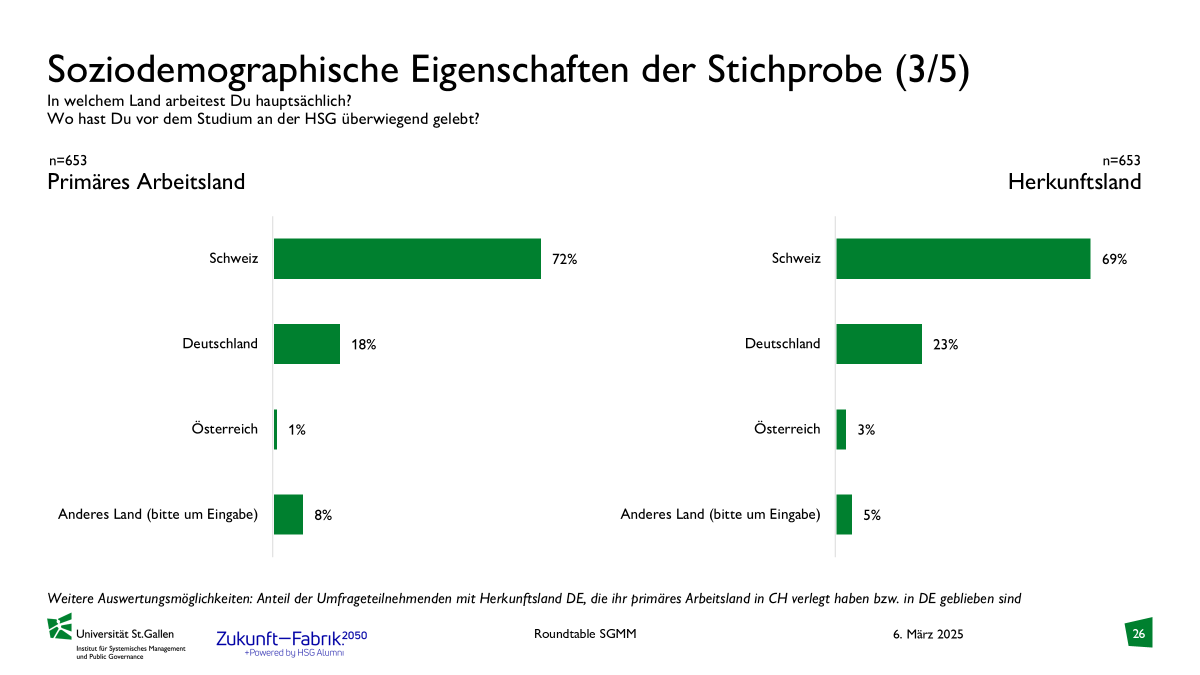 Soziodemographische Eigenschaften der Stichprobe (3/5)
In welchem Land arbeitest Du hauptsächlich?
Wo hast Du vor dem Studium an der HSG überwiegend gelebt?
n=653
Primäres Arbeitsland
Schweiz
72%
Deutschland
18%
Österreich
1%
Anderes Land (bitte um Eingabe)
8%
n=653
Herkunftsland
Schweiz
69%
Deutschland
23%
Österreich
3%
Anderes Land (bitte um Eingabe)
5%
Weitere Auswertungsmöglichkeiten: Anteil der Umfrageteilnehmenden mit Herkunftsland DE, die ihr primäres Arbeitsland in CH verlegt haben bzw. in DE geblieben sind
Universität St.Gallen
Institut für Systemisches Management
und Public Governance
Zukunft—Fabrik.2050
+Powered by HSG Alumni
Roundtable SGMM
6. März 2025
26